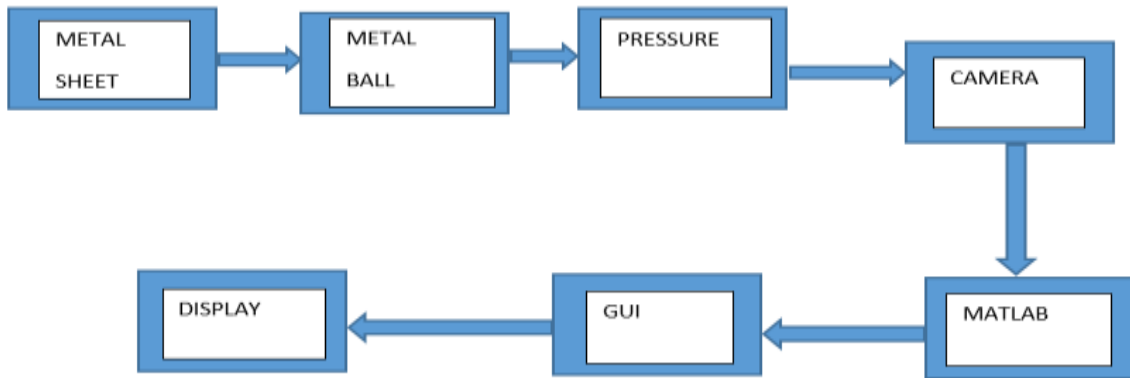 METAL
SHEET
METAL
BALL
PRESSURE
CAMERA
MATLAB
GUI
DISPLAY